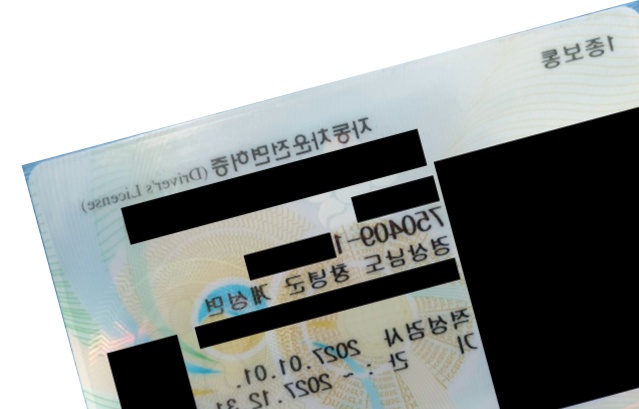 1종보통
자동차운전면허증 (Driver's License)
750409-1
경상남도 창녕군 계성면
적성검사 2027.01.01.
기 간 : ~ 2027.12.31